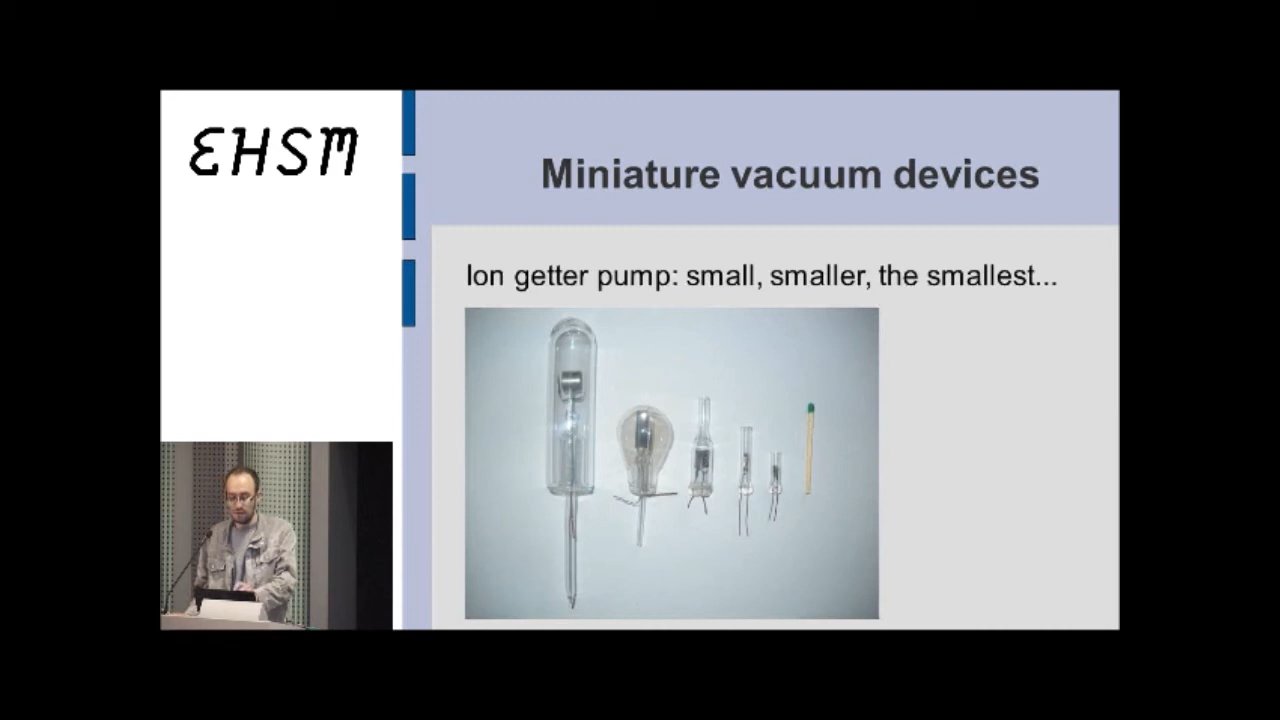 EHSM
Miniature vacuum devices
Ion getter pump: small, smaller, the smallest...